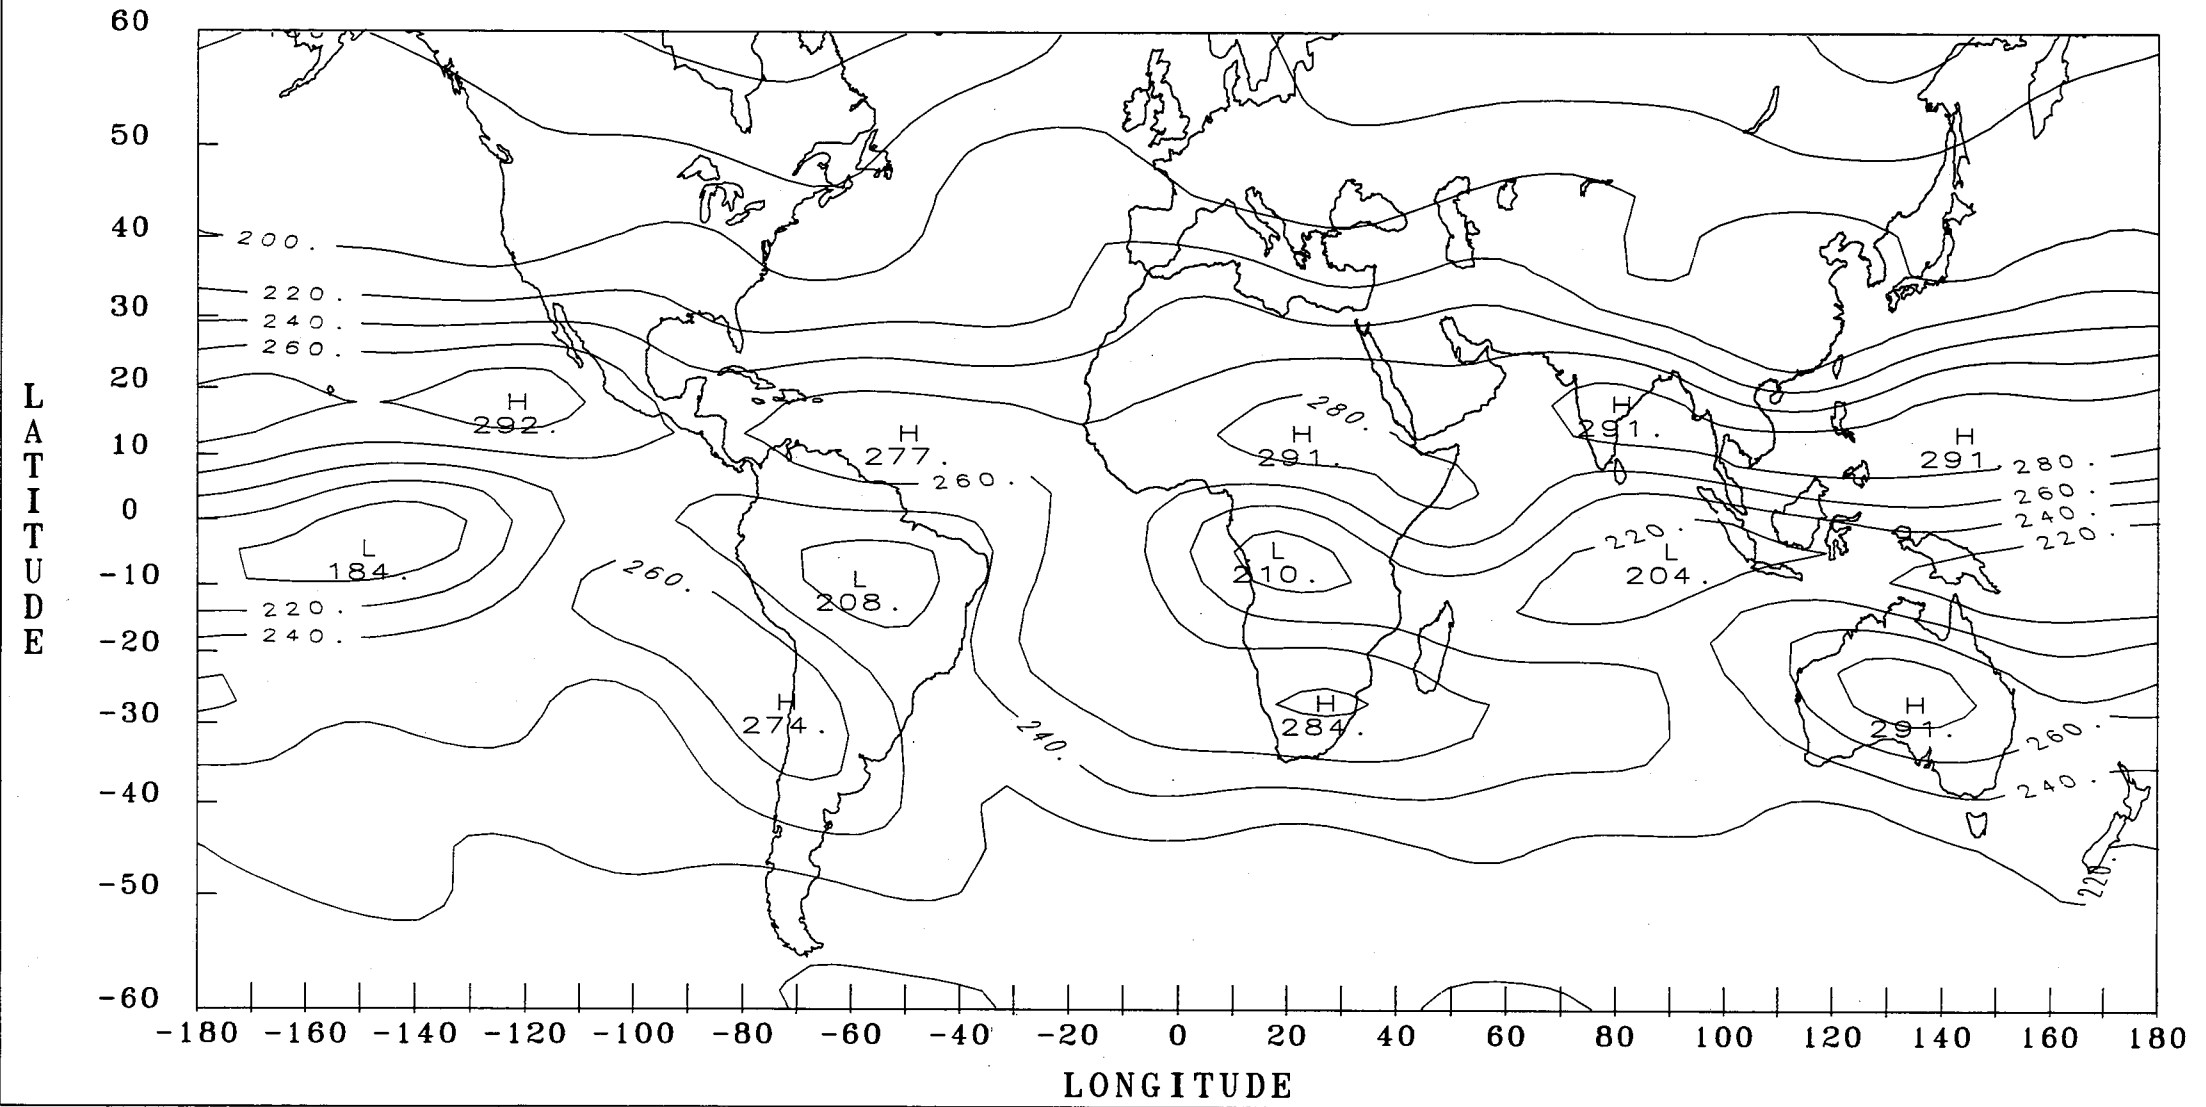 60
50
40
200.
220.
30
240.
260.
20
H
292.
280.
H
291.
H
277.
H
291.
H
291.
10
280.
260.
260.
240.
220.
0
220.
L
184.
L
210.
L
204.
-10
260.
L
208.
220.
240.
-20
H
274.
H
284.
H
291.
-30
240.
260.
240.
-40
220.
-50
-60
-180 -160 -140 -120 -100 -80 -60 -40 -20 0 20 40 60 80 100 120 140 160 180
LATITUDE
LONGITUDE